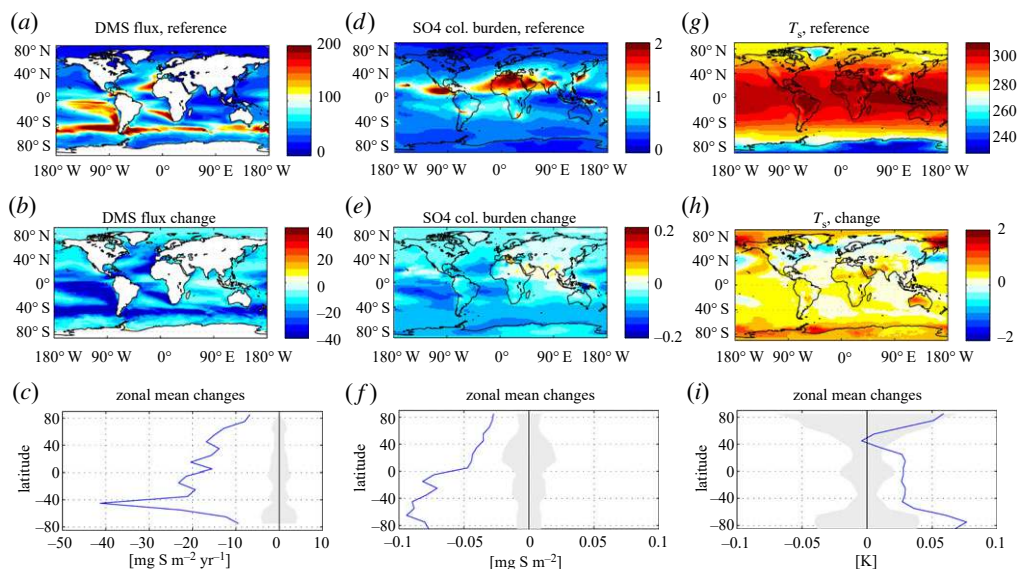 (a) DMS flux, reference
80° N
40° N
0°
40° S
80° S
200
100
0
180° W 90° W 0° 90° E 180° W
(d) SO4 col. burden, reference
80° N
40° N
0°
40° S
80° S
2
1
0
180° W 90° W 0° 90° E 180° W
(g) Ts, reference
80° N
40° N
0°
40° S
80° S
300
280
260
240
180° W 90° W 0° 90° E 180° W
(b) DMS flux change
80° N
40° N
0°
40° S
80° S
40
20
0
−20
−40
180° W 90° W 0° 90° E 180° W
(e) SO4 col. burden change
80° N
40° N
0°
40° S
80° S
0.2
0
−0.2
180° W 90° W 0° 90° E 180° W
(h) Ts, change
80° N
40° N
0°
40° S
80° S
2
0
−2
180° W 90° W 0° 90° E 180° W
(c) zonal mean changes
latitude
80
40
0
−40
−80
−50 −40 −30 −20 −10 0 10
[mg S m−2 yr−1]
(f) zonal mean changes
latitude
80
40
0
−40
−80
−0.1 −0.05 0 0.05 0.1
[mg S m−2]
(i) zonal mean changes
latitude
80
40
0
−40
−80
−0.1 −0.05 0 0.05 0.1
[K]